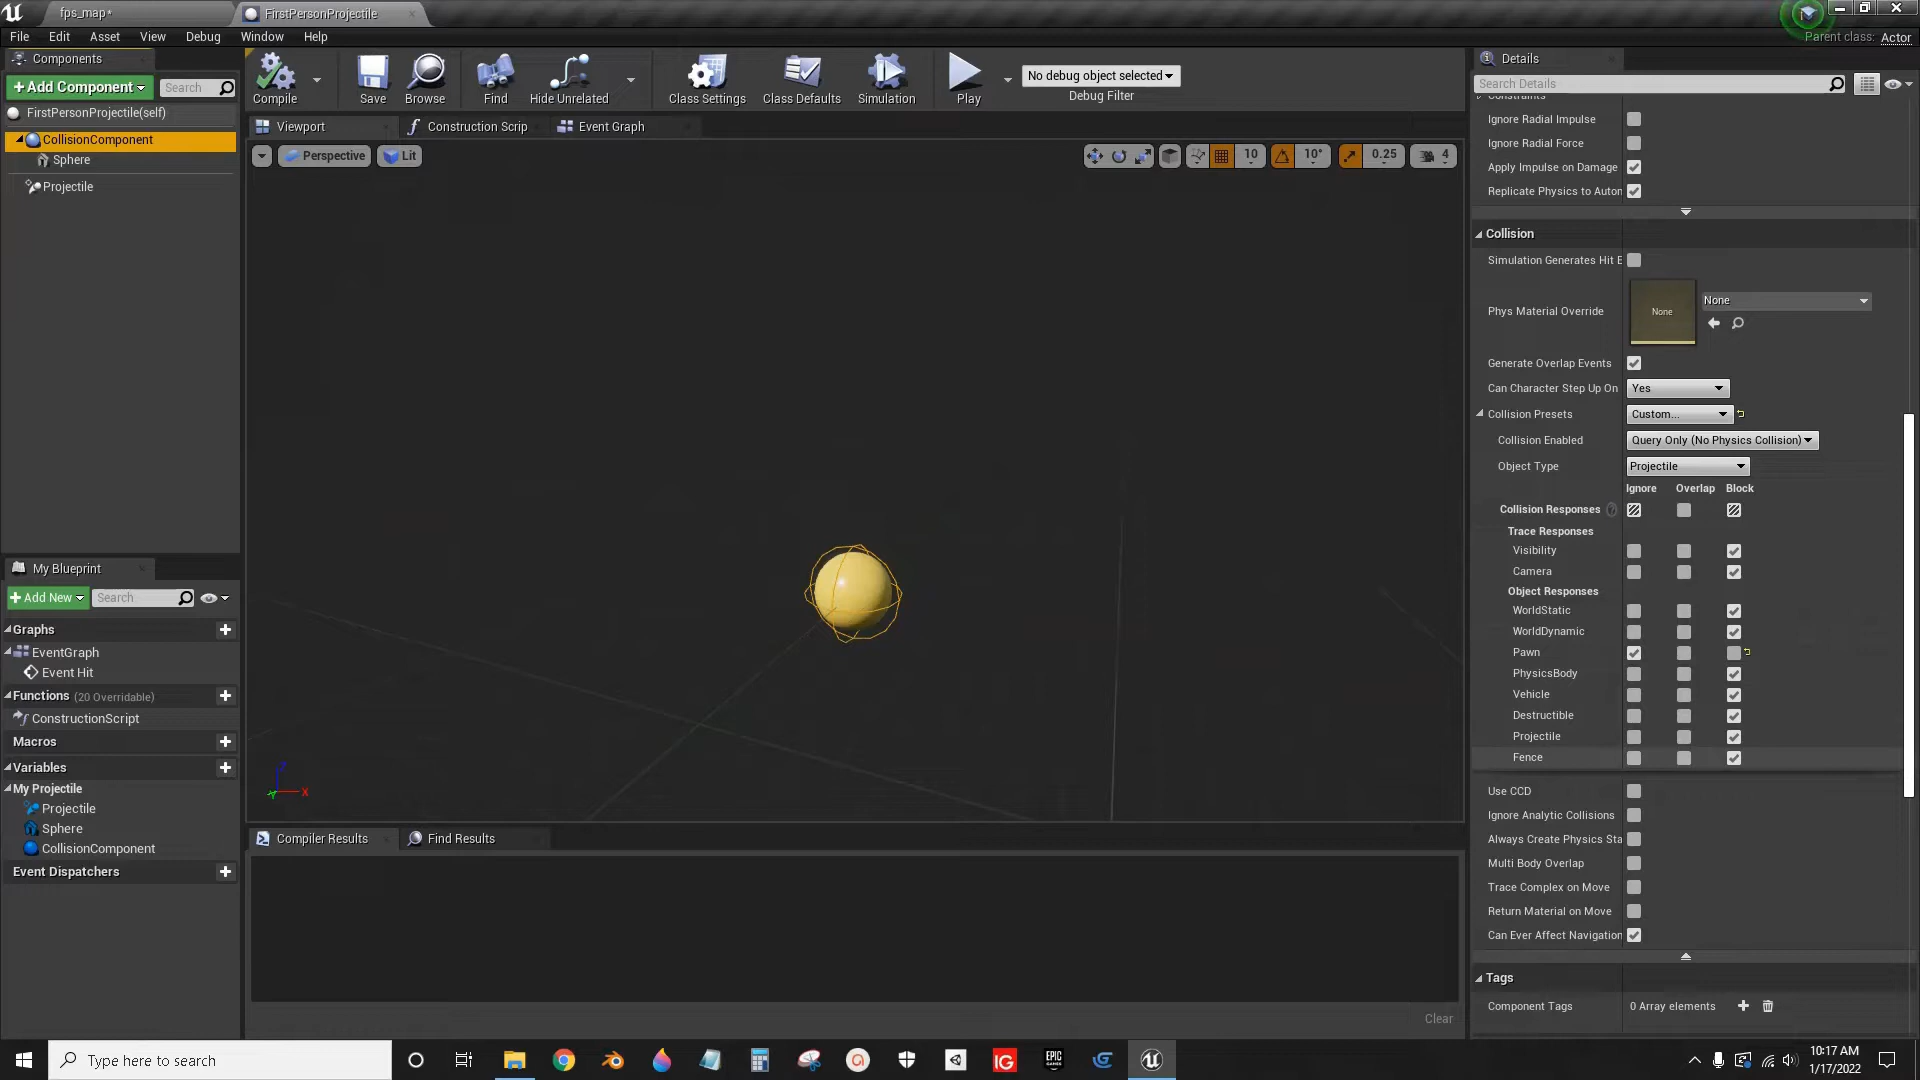 fps_map*
FirstPersonProjectile
File Edit Asset View Debug Window Help
Parent class: Actor
Components
+Add Component
Search
FirstPersonProjectile(self)
CollisionComponent
Sphere
Projectile
Compile
Save
Browse
Find
Hide Unrelated
Class Settings
Class Defaults
Simulation
Play
No debug object selected
Debug Filter
Viewport
Construction Scrip
Event Graph
Perspective
Lit
10
10°
0.25
4
X
My Blueprint
+Add New
Search
Graphs
EventGraph
Event Hit
Functions (20 Overridable)
ConstructionScript
Macros
Variables
My Projectile
Projectile
Sphere
CollisionComponent
Event Dispatchers
Compiler Results
Find Results
Clear
Details
Search Details
Constraints
Ignore Radial Impulse
Ignore Radial Force
Apply Impulse on Damage
Replicate Physics to Auton
Collision
Simulation Generates Hit E
Phys Material Override
None
None
Generate Overlap Events
Can Character Step Up On
Yes
Collision Presets
Custom...
Collision Enabled
Query Only (No Physics Collision)
Object Type
Projectile
Ignore Overlap Block
Collision Responses
Trace Responses
Visibility
Camera
Object Responses
WorldStatic
WorldDynamic
Pawn
PhysicsBody
Vehicle
Destructible
Projectile
Fence
Use CCD
Ignore Analytic Collisions
Always Create Physics Sta
Multi Body Overlap
Trace Complex on Move
Return Material on Move
Can Ever Affect Navigation
Tags
Component Tags
0 Array elements
Type here to search
IG
EPIC
GAMES
10:17 AM
1/17/2022